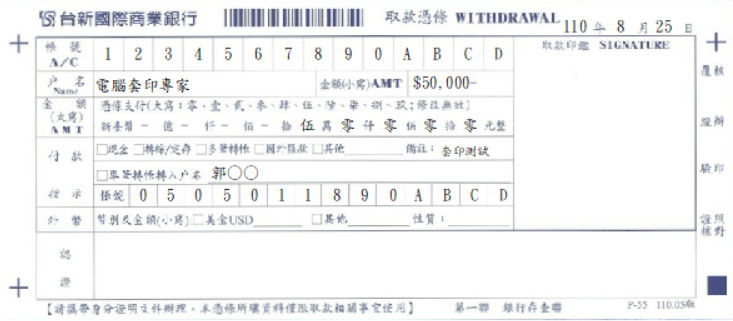 台新國際商業銀行 取款憑條 WITHDRAWAL 110 年 8 月 25 日
帳號 A/C 1 2 3 4 5 6 7 8 9 0 A B C D 取款印鑑 SIGNATURE
戶名 Name 電腦套印專家 金額(小寫)AMT $50,000-
金額 (大寫) AMT 憑條支付(大寫:零、壹、貳、參、肆、伍、陸、柒、捌、玖;修改無效)
新臺幣 - 億 - 仟 - 佰 - 拾 伍 萬 零 仟 零 佰 零 拾 零 元整
付款指示 □現金 □轉綜/定存 □多筆轉帳 □國外匯款 □其他 備註: 套印測試
□單筆轉帳轉入戶名 郭〇〇
帳號 0 5 0 5 0 1 1 8 9 0 A B C D
外幣 幣別及金額(小寫)□美金USD □其他 性質:
認證
覆核
經辦
驗印
證照核對
【請攜帶身分證明文件辦理。本憑條所填資料僅限取款相關事宜使用】 第一聯 銀行存查聯 P-55 110.03版